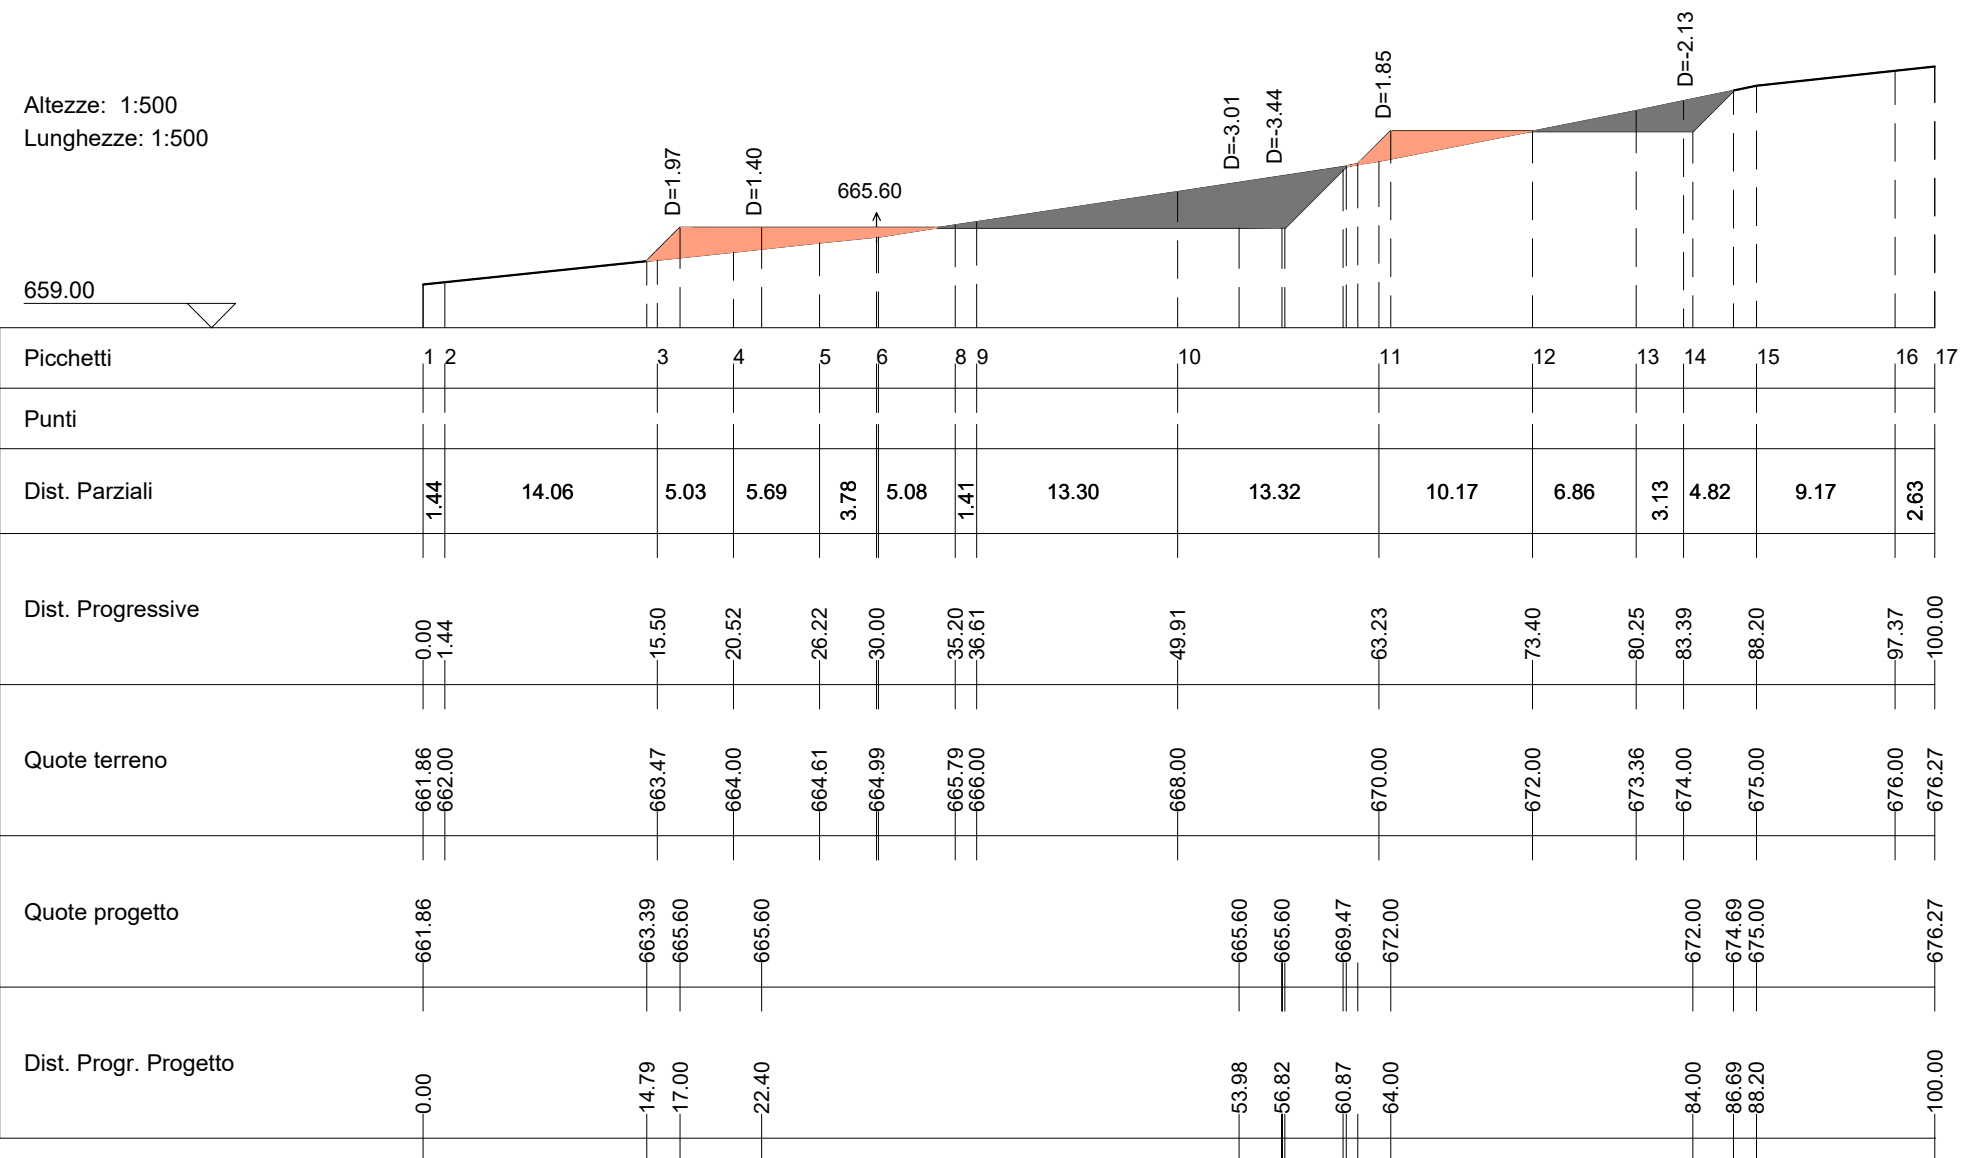 D=-2.13
D=1.85
D=-3.01
D=-3.44
Altezze: 1:500
Lunghezze: 1:500
D=1.97
D=1.40
665.60
659.00
Picchetti 1 2 3 4 5 6 8 9 10 11 12 13 14 15 16 17
Punti
Dist. Parziali 1.44 14.06 5.03 5.69 3.78 5.08 1.41 13.30 13.32 10.17 6.86 3.13 4.82 9.17 2.63
Dist. Progressive 0.00 1.44 15.50 20.52 26.22 30.00 35.20 36.61 49.91 63.23 73.40 80.25 83.39 88.20 97.37 100.00
Quote terreno 661.86 662.00 663.47 664.00 664.61 664.99 665.79 666.00 668.00 670.00 672.00 673.36 674.00 675.00 676.00 676.27
Quote progetto 661.86 663.39 665.60 665.60 665.60 665.60 669.47 672.00 672.00 674.69 675.00 676.27
Dist. Progr. Progetto 0.00 14.79 17.00 22.40 53.98 56.82 60.87 64.00 84.00 86.69 88.20 100.00